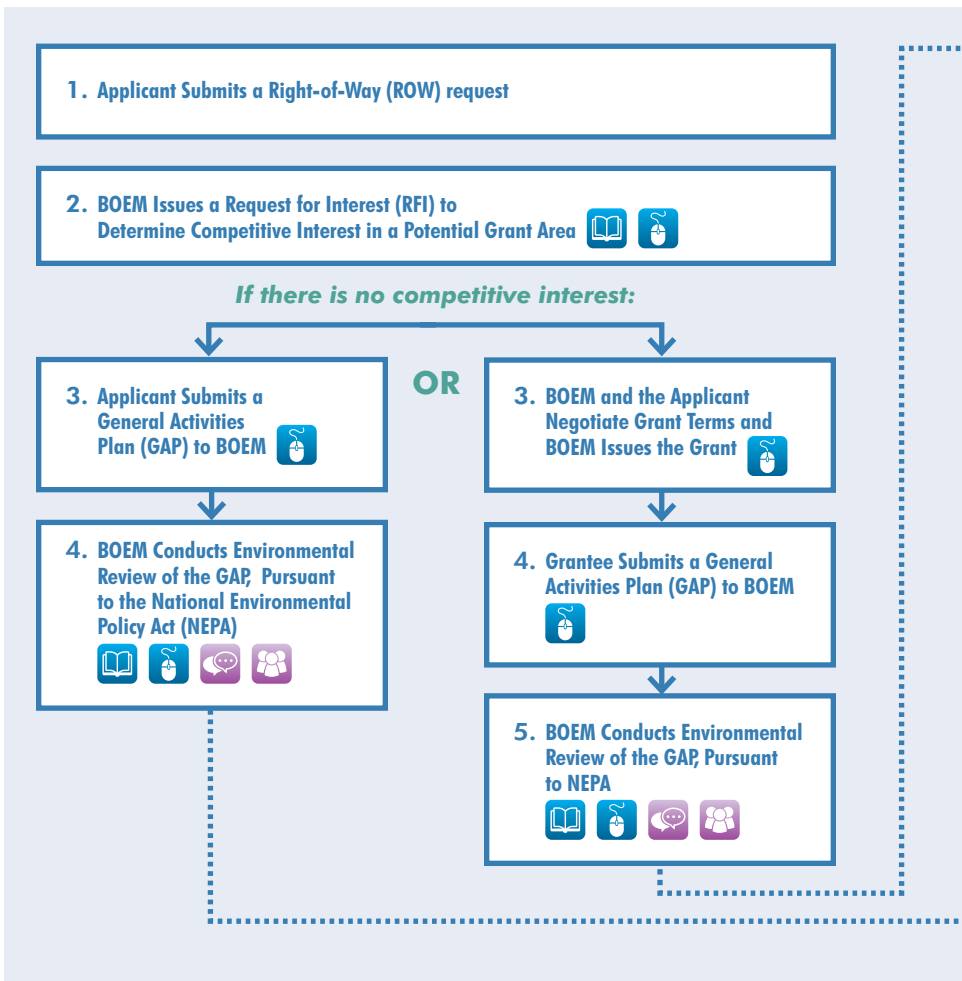 1. Applicant Submits a Right-of-Way (ROW) request
2. BOEM Issues a Request for Interest (RFI) to
Determine Competitive Interest in a Potential Grant Area
If there is no competitive interest:
3. Applicant Submits a
General Activities
Plan (GAP) to BOEM
4. BOEM Conducts Environmental
Review of the GAP, Pursuant
to the National Environmental
Policy Act (NEPA)
OR
3. BOEM and the Applicant
Negotiate Grant Terms and
BOEM Issues the Grant
4. Grantee Submits a General
Activities Plan (GAP) to BOEM
5. BOEM Conducts Environmental
Review of the GAP, Pursuant
to NEPA